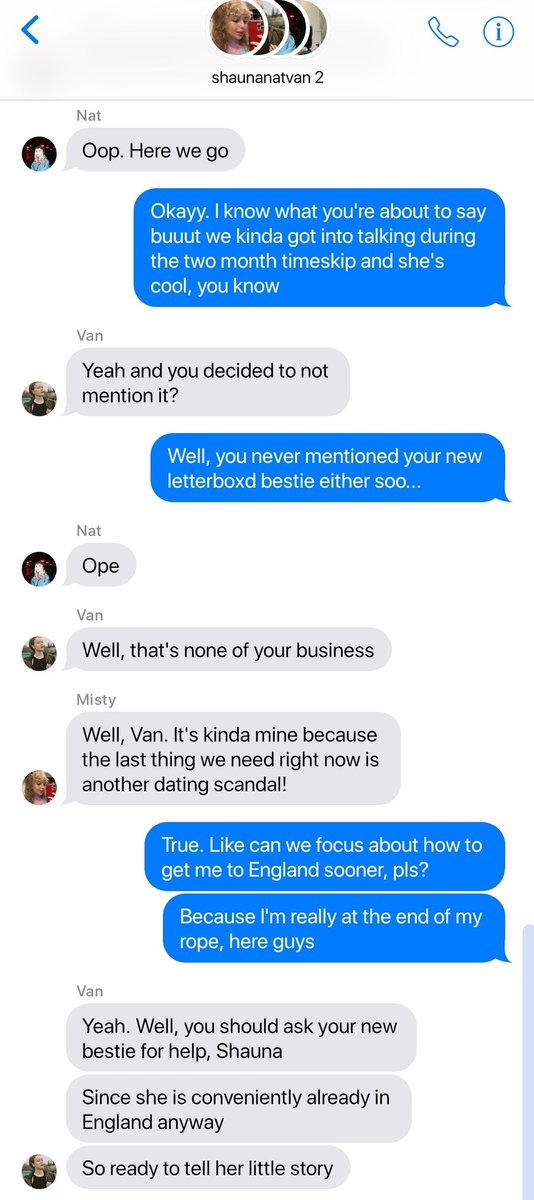 shaunanatvan 2
Nat
Oop. Here we go
Okayy. I know what you're about to say
buuut we kinda got into talking during
the two month timeskip and she's
cool, you know
Van
Yeah and you decided to not
mention it?
Well, you never mentioned your new
letterboxd bestie either soo...
Nat
Ope
Van
Well, that's none of your business
Misty
Well, Van. It's kinda mine because
the last thing we need right now is
another dating scandal!
True. Like can we focus about how to
get me to England sooner, pls?
Because I'm really at the end of my
rope, here guys
Van
Yeah. Well, you should ask your new
bestie for help, Shauna
Since she is conveniently already in
England anyway
So ready to tell her little story